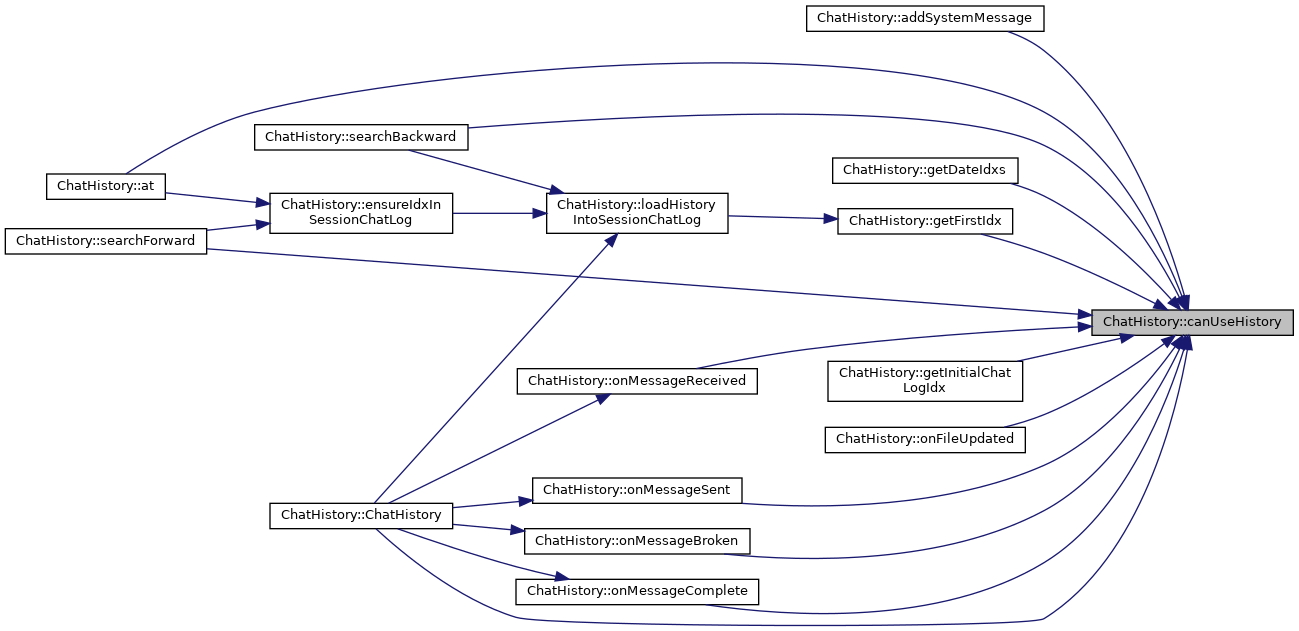 ChatHistory::addSystemMessage
ChatHistory::searchBackward
ChatHistory::getDateIdxs
ChatHistory::at
ChatHistory::ensureIdxIn
SessionChatLog
ChatHistory::loadHistory
IntoSessionChatLog
ChatHistory::getFirstIdx
ChatHistory::searchForward
ChatHistory::canUseHistory
ChatHistory::onMessageReceived
ChatHistory::getInitialChat
LogIdx
ChatHistory::onFileUpdated
ChatHistory::onMessageSent
ChatHistory::ChatHistory
ChatHistory::onMessageBroken
ChatHistory::onMessageComplete